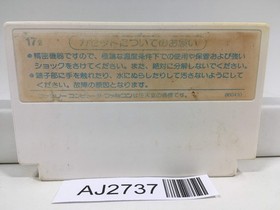 17
カセットについてのお願い
●精密機器ですので、極端な温度条件下での使用や保管および強い
ショックをさけてください。また、絶対に分解しないでください。
●端子部に手を触れたり、水にぬらしたりして汚さないようにして
ください。故障の原因となります。
AJ2737